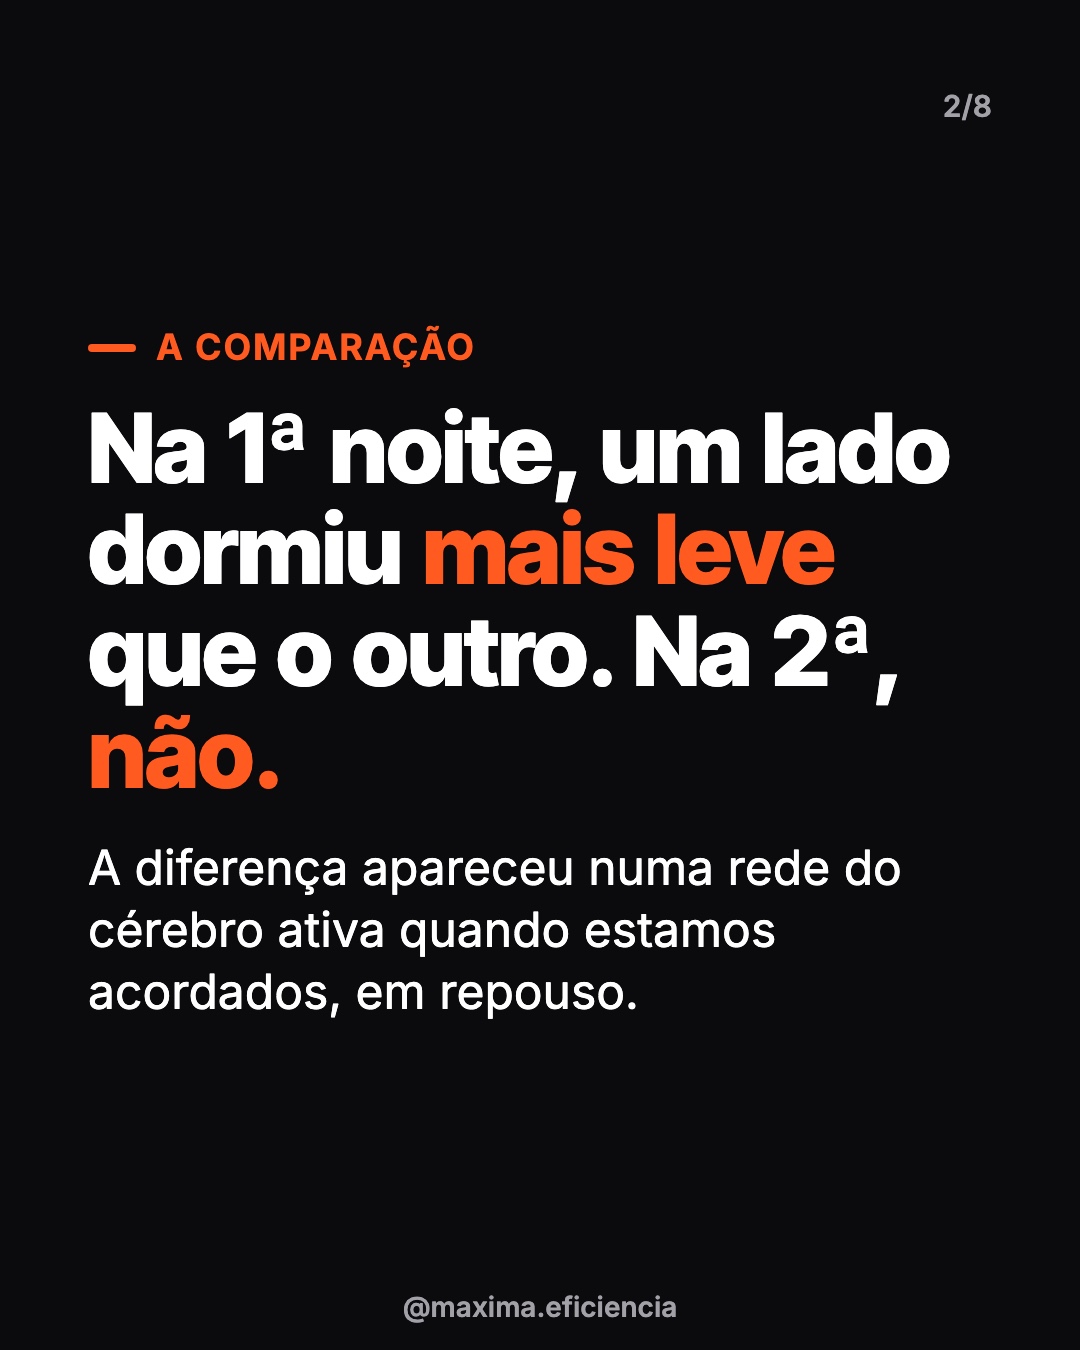 2/8
A COMPARAÇÃO
Na 1ª noite, um lado
dormiu mais leve
que o outro. Na 2ª,
não.
A diferença apareceu numa rede do
cérebro ativa quando estamos
acordados, em repouso.
@maxima.eficiencia